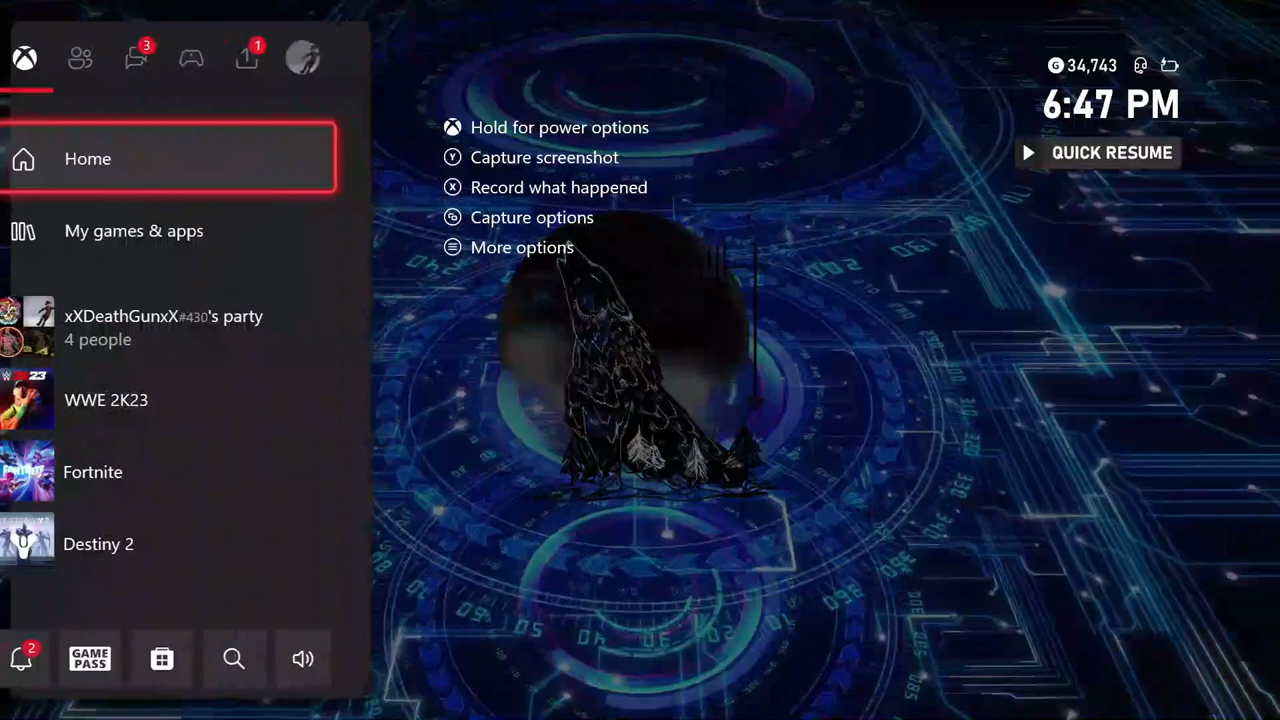 3
1
Home
My games & apps
xXDeathGunxX#430's party
4 people
WWE 2K23
Fortnite
Destiny 2
2
GAME
PASS
Hold for power options
Y Capture screenshot
X Record what happened
Capture options
More options
G 34,743
6:47 PM
QUICK RESUME